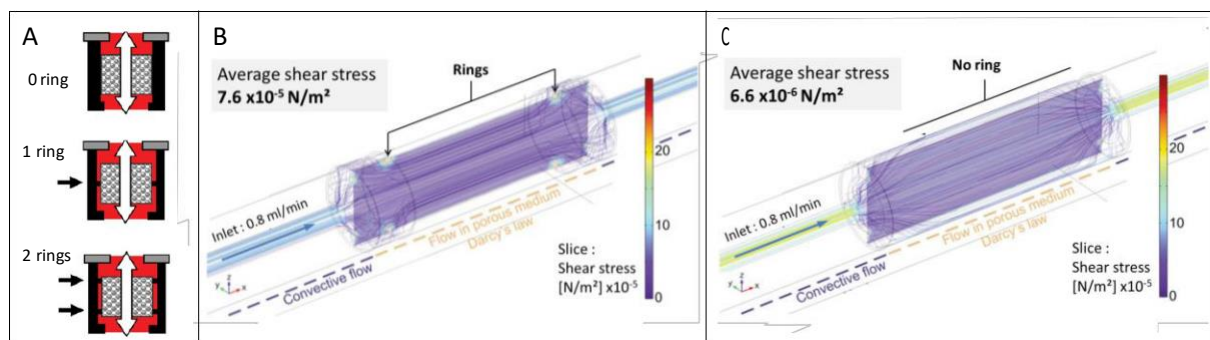 A
0 ring
1 ring
2 rings
B
Average shear stress
7.6 x10⁻⁵ N/m²
Rings
20
10
0
Inlet : 0.8 ml/min
Flow in porous medium
Darcy's law
Convective flow
Slice :
Shear stress
[N/m²] x10⁻⁵
z
y
x
C
Average shear stress
6.6 x10⁻⁶ N/m²
No ring
20
10
0
Inlet : 0.8 ml/min
Flow in porous medium
Darcy's law
Convective flow
Slice :
Shear stress
[N/m²] x10⁻⁵
z
y
x